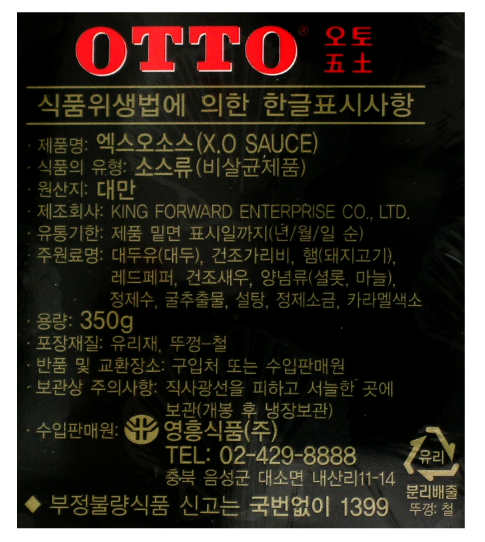 OTTO® 오토
五土
식품위생법에 의한 한글표시사항
· 제품명: 엑스오소스(X.O SAUCE)
· 식품의 유형: 소스류(비살균제품)
· 원산지: 대만
· 제조회사: KING FORWARD ENTERPRISE CO., LTD.
· 유통기한: 제품 밑면 표시일까지(년/월/일 순)
· 주원료명: 대두유(대두), 건조가리비, 햄(돼지고기),
레드페퍼, 건조새우, 양념류(셜롯, 마늘),
정제수, 굴추출물, 설탕, 정제소금, 카라멜색소
· 용량: 350g
· 포장재질: 유리재, 뚜껑-철
· 반품 및 교환장소: 구입처 또는 수입판매원
· 보관상 주의사항: 직사광선을 피하고 서늘한 곳에
보관(개봉 후 냉장보관)
· 수입판매원: 영흥식품(주)
TEL: 02-429-8888
충북 음성군 대소면 내산리11-14
유리
분리배출
뚜껑: 철
◆ 부정불량식품 신고는 국번없이 1399